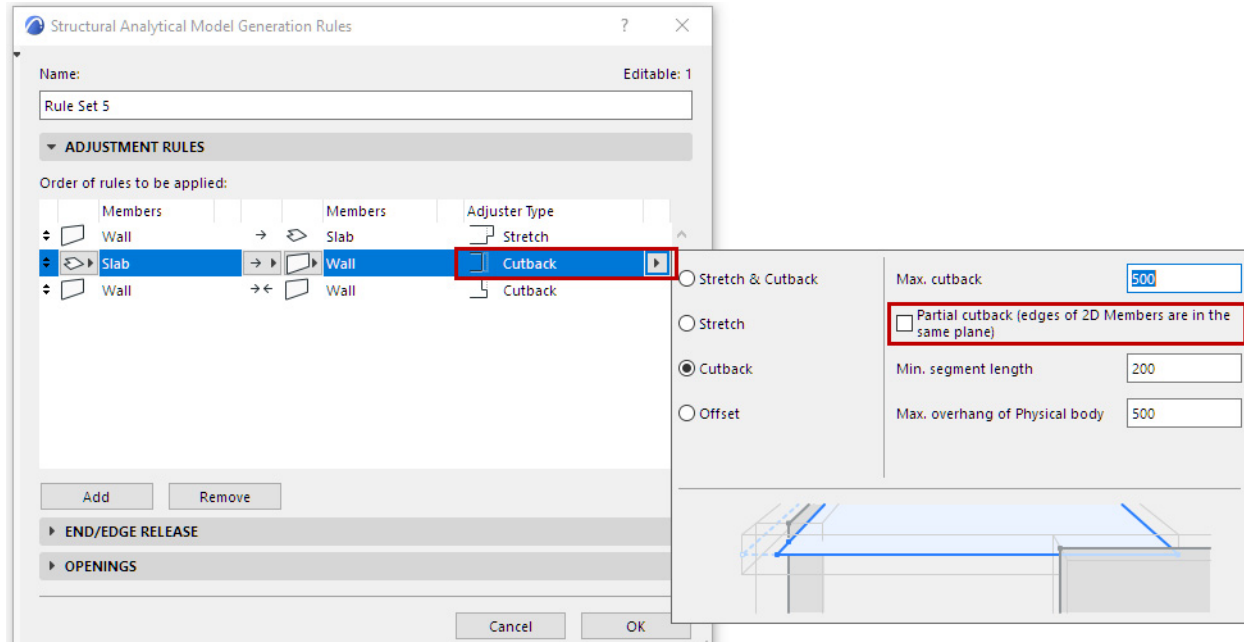 Structural Analytical Model Generation Rules
?
Name:
Editable: 1
Rule Set 5
ADJUSTMENT RULES
Order of rules to be applied:
Members Members Adjuster Type
Wall → Slab Stretch
Slab → Wall Cutback
Wall →← Wall Cutback
Add Remove
END/EDGE RELEASE
OPENINGS
Cancel OK
Stretch & Cutback
Stretch
Cutback
Offset
Max. cutback 500
Partial cutback (edges of 2D Members are in the
same plane)
Min. segment length 200
Max. overhang of Physical body 500